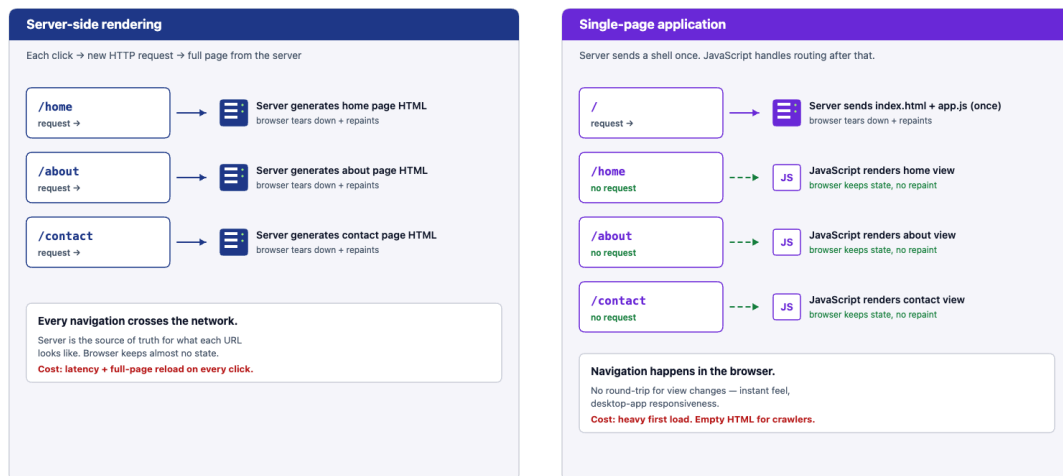 Server-side rendering
Each click → new HTTP request → full page from the server
/home
request →
Server generates home page HTML
browser tears down + repaints
/about
request →
Server generates about page HTML
browser tears down + repaints
/contact
request →
Server generates contact page HTML
browser tears down + repaints
Every navigation crosses the network.
Server is the source of truth for what each URL
looks like. Browser keeps almost no state.
Cost: latency + full-page reload on every click.
Single-page application
Server sends a shell once. JavaScript handles routing after that.
/
request →
Server sends index.html + app.js (once)
browser tears down + repaints
/home
no request
JS
JavaScript renders home view
browser keeps state, no repaint
/about
no request
JS
JavaScript renders about view
browser keeps state, no repaint
/contact
no request
JS
JavaScript renders contact view
browser keeps state, no repaint
Navigation happens in the browser.
No round-trip for view changes — instant feel,
desktop-app responsiveness.
Cost: heavy first load. Empty HTML for crawlers.